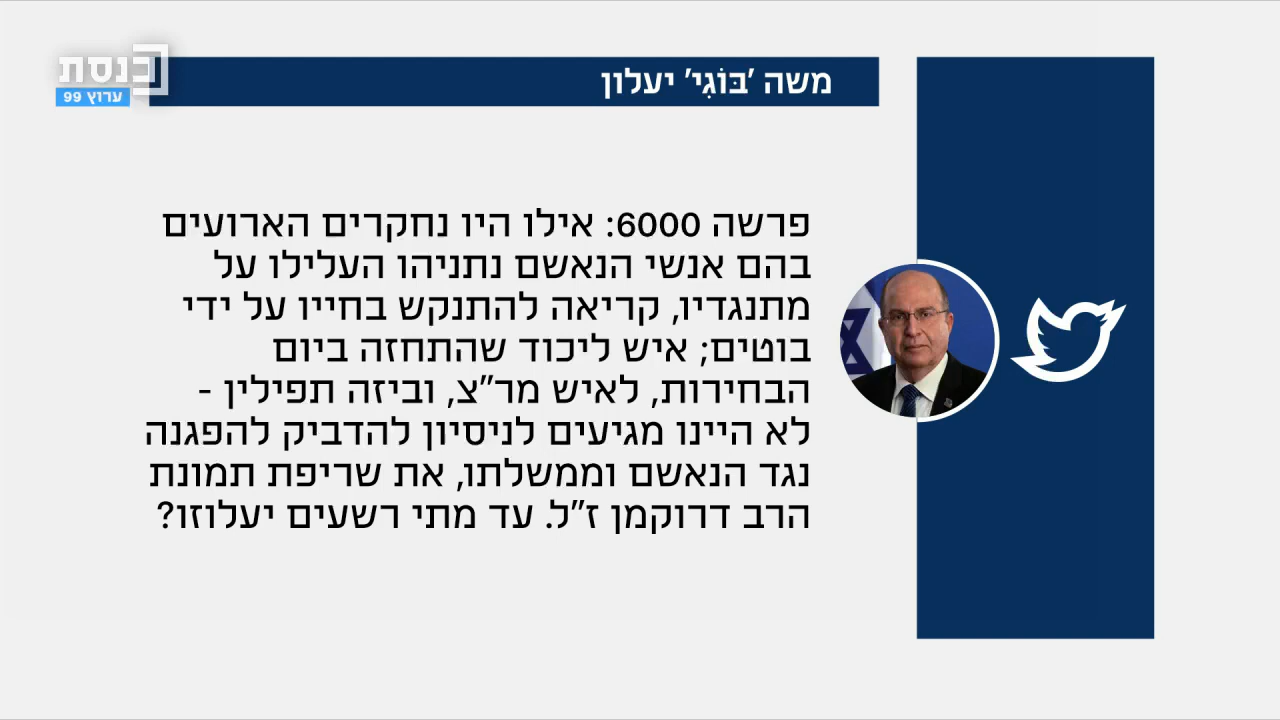 כנסת
ערוץ 99
משה 'בּוֹגִי' יעלון
פרשה 6000: אילו היו נחקרים הארועים
בהם אנשי הנאשם נתניהו העלילו על
מתנגדיו, קריאה להתנקש בחייו על ידי
בוטים; איש ליכוד שהתחזה ביום
הבחירות, לאיש מר"צ, וביזה תפילין -
לא היינו מגיעים לניסיון להדביק להפגנה
נגד הנאשם וממשלתו, את שריפת תמונת
הרב דרוקמן ז"ל. עד מתי רשעים יעלוזו?